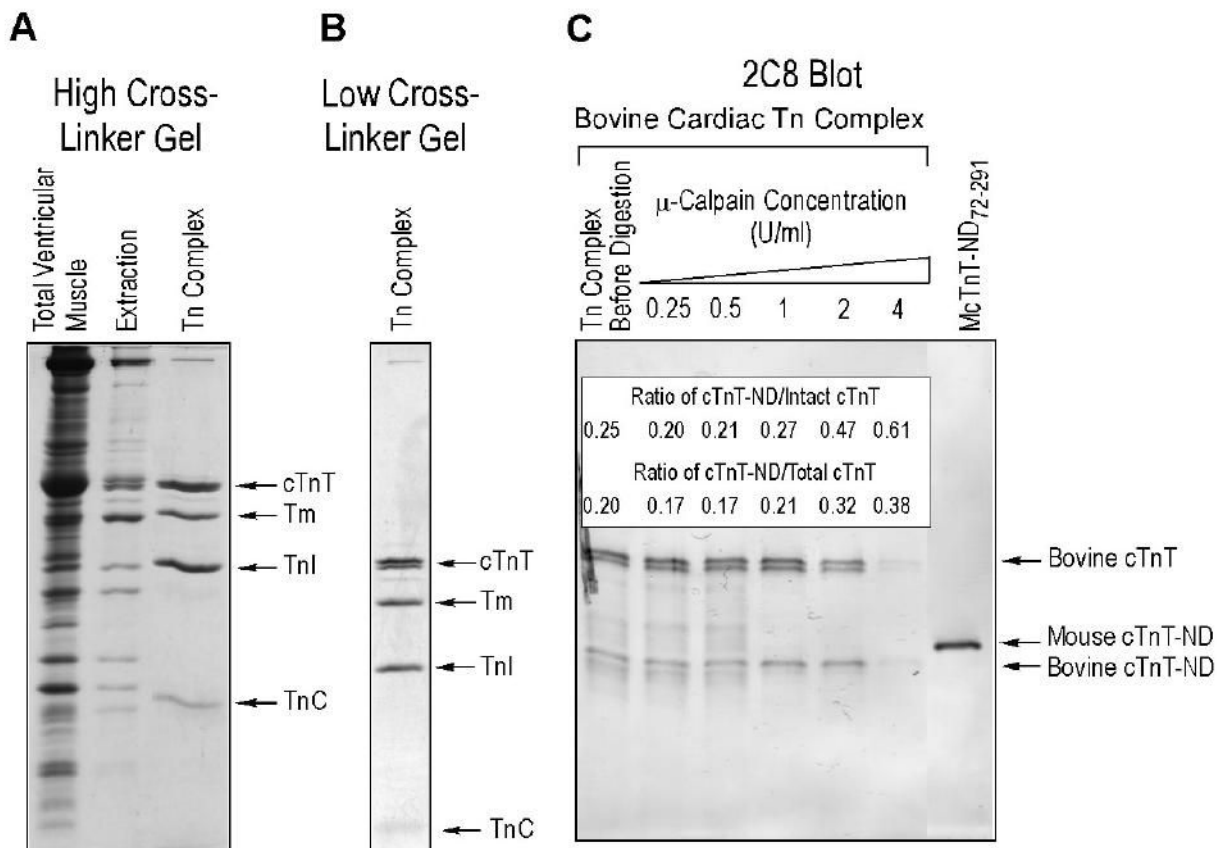 A
High Cross-
Linker Gel
Total Ventricular
Muscle
Extraction
Tn Complex
cTnT
Tm
TnI
TnC
B
Low Cross-
Linker Gel
Tn Complex
cTnT
Tm
TnI
TnC
C
2C8 Blot
Bovine Cardiac Tn Complex
Tn Complex
Before Digestion
μ-Calpain Concentration
(U/ml)
0.25 0.5 1 2 4
McTnT-ND72-291
Ratio of cTnT-ND/Intact cTnT
0.25 0.20 0.21 0.27 0.47 0.61
Ratio of cTnT-ND/Total cTnT
0.20 0.17 0.17 0.21 0.32 0.38
Bovine cTnT
Mouse cTnT-ND
Bovine cTnT-ND